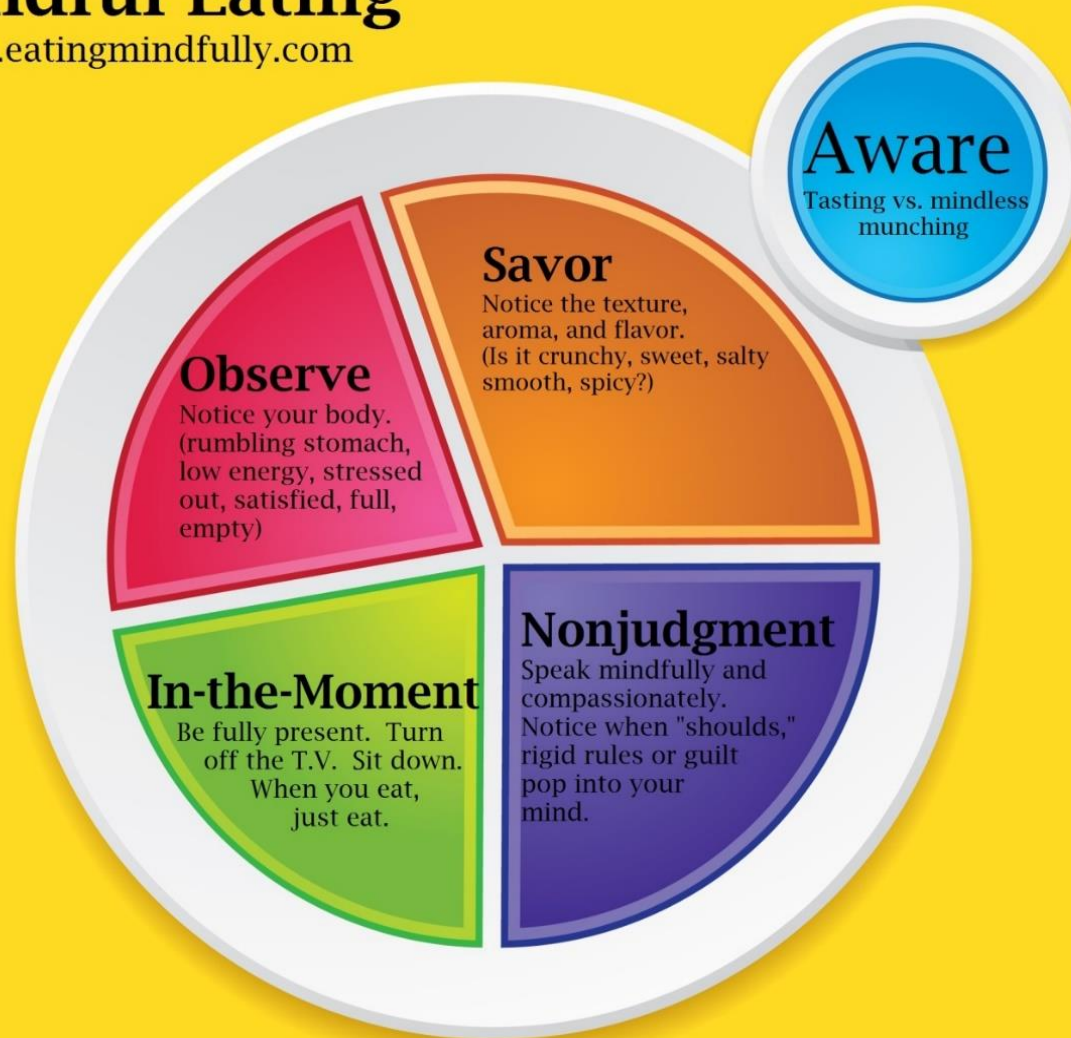 ndful Eating
.eatingmindfully.com
Aware
Tasting vs. mindless
munching
Savor
Notice the texture,
aroma, and flavor.
(Is it crunchy, sweet, salty
smooth, spicy?)
Observe
Notice your body.
(rumbling stomach,
low energy, stressed
out, satisfied, full,
empty)
Nonjudgment
Speak mindfully and
compassionately.
Notice when "shoulds,"
rigid rules or guilt
pop into your
mind.
In-the-Moment
Be fully present.  Turn
off the T.V.  Sit down.
When you eat,
just eat.